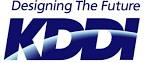 Designing The Future
KDDI